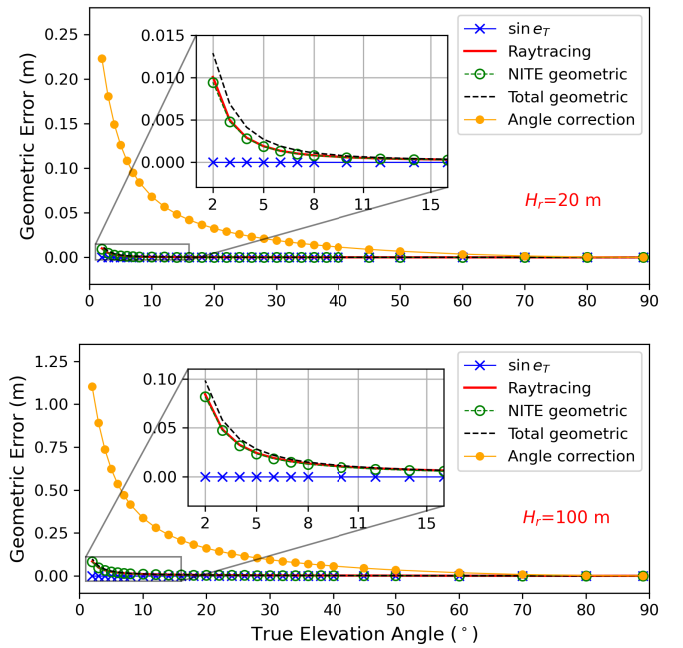 0.25
0.20
0.15
0.10
0.05
0.00
Geometric Error (m)
0.015
0.010
0.005
0.000
2 5 8 11 15
sin e_T
Raytracing
NITE geometric
Total geometric
Angle correction
H_r=20 m
0 10 20 30 40 50 60 70 80 90
1.25
1.00
0.75
0.50
0.25
0.00
Geometric Error (m)
0.10
0.05
0.00
2 5 8 11 15
sin e_T
Raytracing
NITE geometric
Total geometric
Angle correction
H_r=100 m
0 10 20 30 40 50 60 70 80 90
True Elevation Angle (°)